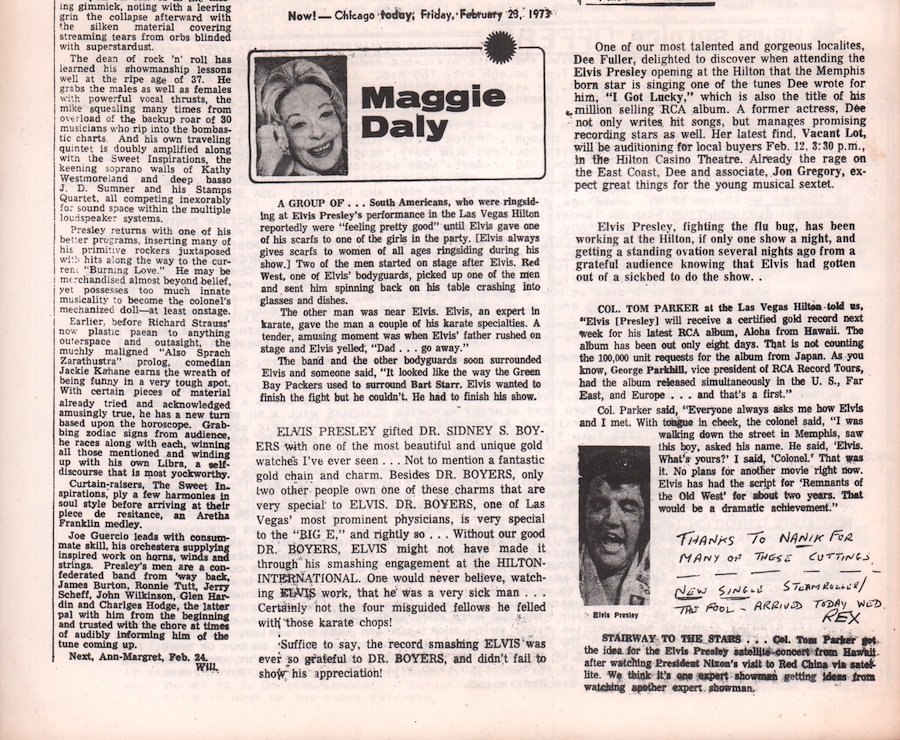 ing gimmick, noting with a leering
grin the collapse afterward with
the silken material covering
streaming tears from orbs blinded
with superstardust.
The dean of rock 'n' roll has
learned his showmanship lessons
well at the ripe age of 37. He
grabs the males as well as females
with powerful vocal thrusts, the
mike squealing many times from
overload of the backup roar of 30
musicians who rip into the bombas-
tic charts. And his own traveling
quintet is doubly amplified along
with the Sweet Inspirations, the
keening soprano wails of Kathy
Westmoreland and deep basso
J. D. Sumner and his Stamps
Quartet, all competing inexorably
for sound space within the multiple
loudspeaker systems.
Presley returns with one of his
better programs, inserting many of
his primitive rockers juxtaposed
with hits along the way to the cur-
rent "Burning Love." He may be
merchandised almost beyond belief,
yet possesses too much innate
musicality to become the colonel's
mechanized doll—at least onstage.
Earlier, before Richard Strauss'
now plastic paean to anything
outerspace and outasight, the
muchly maligned "Also Sprach
Zarathustra" prolog, comedian
Jackie Kahane earns the wreath of
being funny in a very tough spot.
With certain pieces of material
already tried and acknowledged
amusingly true, he has a new turn
based upon the horoscope. Grab-
bing zodiac signs from audience,
he races along with each, winning
all those mentioned and winding
up with his own Libra, a self-
discourse that is most yockworthy.
Curtain-raisers, The Sweet In-
spirations, ply a few harmonies in
soul style before arriving at their
piece de resitance, an Aretha
Franklin medley.
Joe Guercio leads with consum-
mate skill, his orchesters supplying
inspired work on horns, winds and
strings. Presley's men are a con-
federated band from 'way back,
James Burton, Ronnie Tutt, Jerry
Scheff, John Wilkinson, Glen Har-
din and Charlges Hodge, the latter
pal with him from the beginning
and trusted with the chore at times
of audibly informing him of the
tune coming up.
Next, Ann-Margret, Feb. 24.
Will.
Now! — Chicago today, Friday, February 23, 1973
Maggie
Daly
A GROUP OF . . . South Americans, who were ringsid-
ing at Elvis Presley's performance in the Las Vegas Hilton
reportedly were "feeling pretty good" until Elvis gave one
of his scarfs to one of the girls in the party. [Elvis always
gives scarfs to women of all ages ringsiding during his
show.] Two of the men started on stage after Elvis. Red
West, one of Elvis' bodyguards, picked up one of the men
and sent him spinning back on his table crashing into
glasses and dishes.
The other man was near Elvis. Elvis, an expert in
karate, gave the man a couple of his karate specialties. A
tender, amusing moment was when Elvis' father rushed on
stage and Elvis yelled, "Dad . . . go away."
The band and the other bodyguards soon surrounded
Elvis and someone said, "It looked like the way the Green
Bay Packers used to surround Bart Starr. Elvis wanted to
finish the fight but he couldn't. He had to finish his show.
ELVIS PRESLEY gifted DR. SIDNEY S. BOY-
ERS with one of the most beautiful and unique gold
watches I've ever seen . . . Not to mention a fantastic
gold chain and charm. Besides DR. BOYERS, only
two other people own one of these charms that are
very special to ELVIS. DR. BOYERS, one of Las
Vegas' most prominent physicians, is very special
to the "BIG E," and rightly so . . . Without our good
DR. BOYERS, ELVIS might not have made it
through his smashing engagement at the HILTON-
INTERNATIONAL. One would never believe, watch-
ing ELVIS work, that he was a very sick man . . .
Certainly not the four misguided fellows he felled
with those karate chops!
Suffice to say, the record smashing ELVIS was
ever so grateful to DR. BOYERS, and didn't fail to
show his appreciation!
One of our most talented and gorgeous localites,
Dee Fuller, delighted to discover when attending the
Elvis Presley opening at the Hilton that the Memphis
born star is singing one of the tunes Dee wrote for
him, "I Got Lucky," which is also the title of his
million selling RCA album. A former actress, Dee
not only writes hit songs, but manages promising
recording stars as well. Her latest find, Vacant Lot,
will be auditioning for local buyers Feb. 12, 3:30 p.m.,
in the Hilton Casino Theatre. Already the rage on
the East Coast, Dee and associate, Jon Gregory, ex-
pect great things for the young musical sextet.
Elvis Presley, fighting the flu bug, has been
working at the Hilton, if only one show a night, and
getting a standing ovation several nights ago from a
grateful audience knowing that Elvis had gotten
out of a sickbed to do the show. .
COL. TOM PARKER at the Las Vegas Hilton told us,
"Elvis [Presley] will receive a certified gold record next
week for his latest RCA album, Aloha from Hawaii. The
album has been out only eight days. That is not counting
the 100,000 unit requests for the album from Japan. As you
know, George Parkhill, vice president of RCA Record Tours,
had the album released simultaneously in the U. S., Far
East, and Europe . . . and that's a first."
Col. Parker said, "Everyone always asks me how Elvis
and I met. With tongue in cheek, the colonel said, "I was
walking down the street in Memphis, saw
this boy, asked his name. He said, 'Elvis.
What's yours?' I said, 'Colonel.' That was
it. No plans for another movie right now.
Elvis has had the script for 'Remnants of
the Old West' for about two years. That
would be a dramatic achievement."
Elvis Presley
THANKS TO NANIK FOR
MANY OF THESE CUTTINGS.
NEW SINGLE STEAMROLLER/
THE FOOL - ARRIVED TODAY WED.
REX
STAIRWAY TO THE STARS . . . Col. Tom Parker got
the idea for the Elvis Presley satellite concert from Hawaii
after watching President Nixon's visit to Red China via satel-
lite. We think it's one expert showman getting ideas from
watching another expert showman.